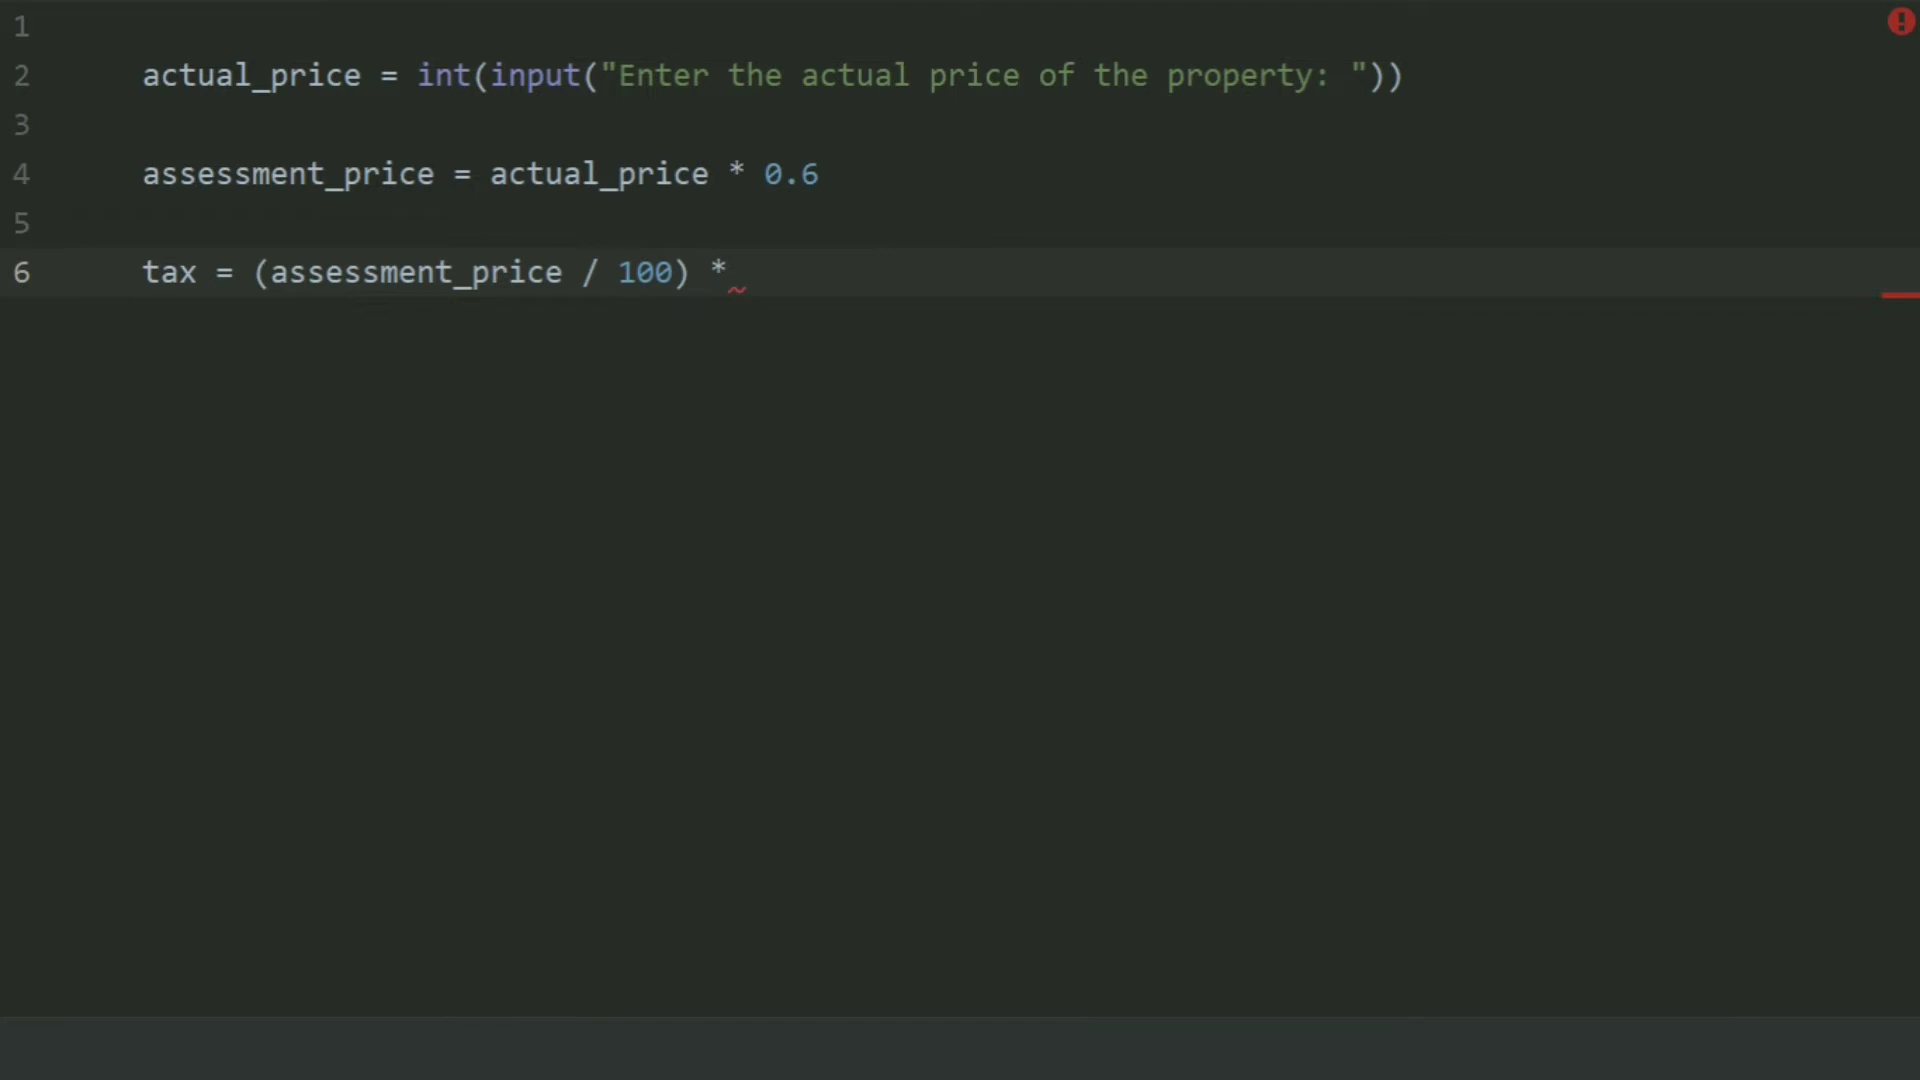 1
2 actual_price = int(input("Enter the actual price of the property: "))
3
4 assessment_price = actual_price * 0.6
5
6 tax = (assessment_price / 100) *